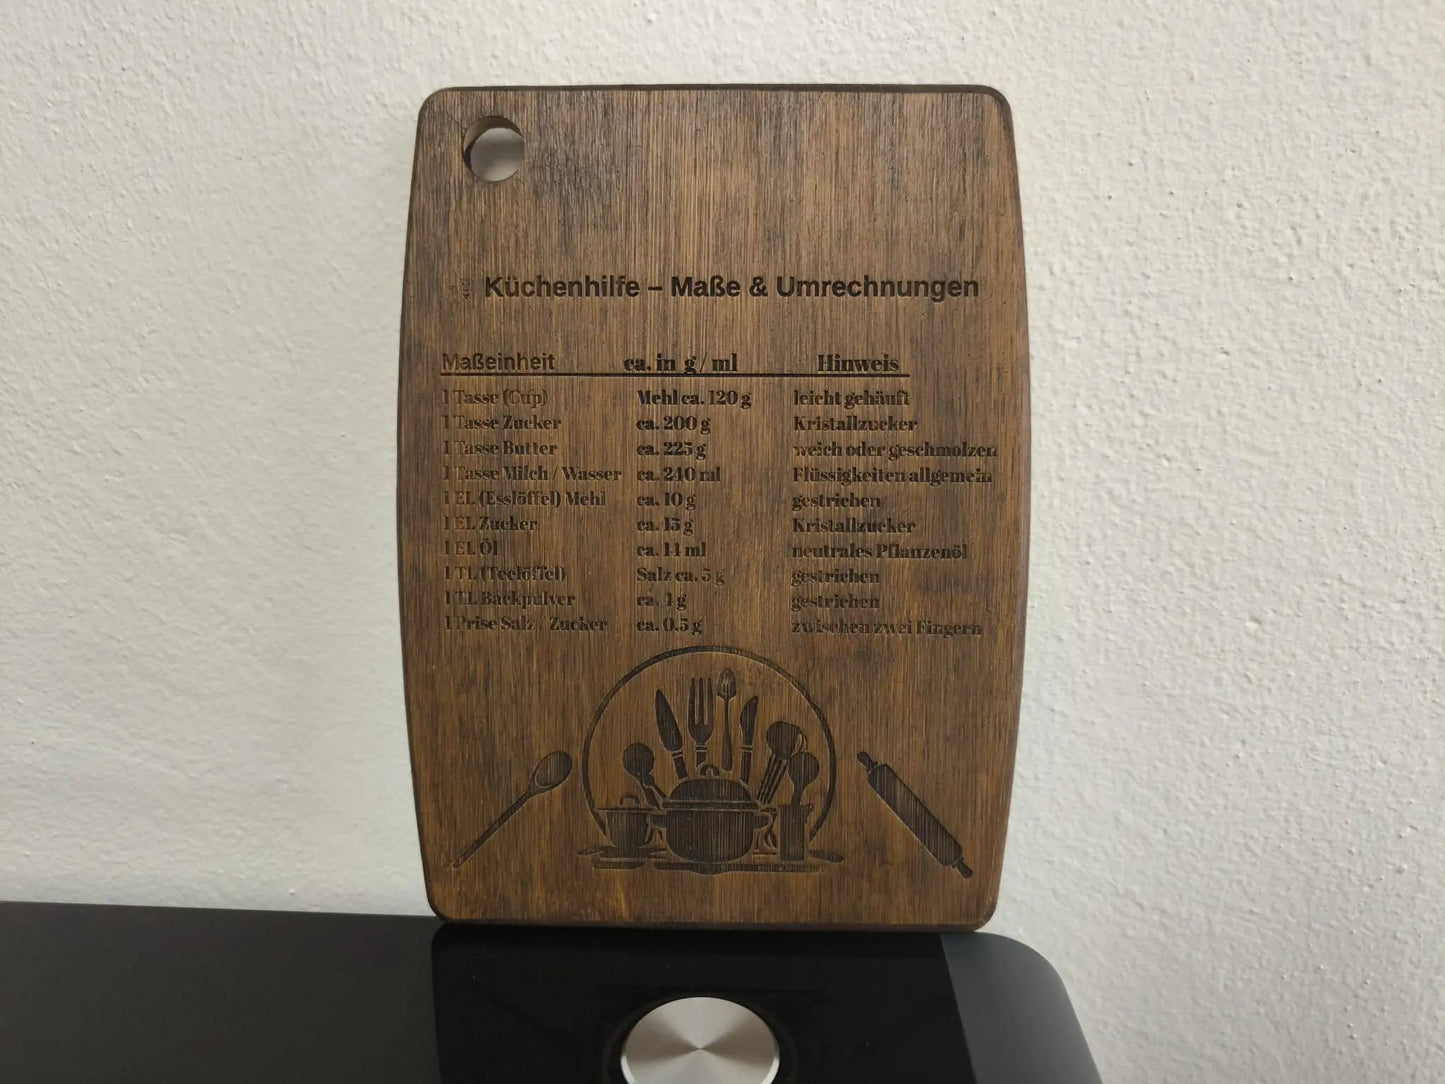 Küchenhilfe – Maße & Umrechnungen
Maßeinheit ca. in g / ml Hinweis
1 Tasse (Cup) Mehl ca. 120 g leicht gehäuft
1 Tasse Zucker ca. 200 g Kristallzucker
1 Tasse Butter ca. 225 g weich oder geschmolzen
1 Tasse Milch / Wasser ca. 240 ml Flüssigkeiten allgemein
1 EL (Esslöffel) Mehl ca. 10 g gestrichen
1 EL Zucker ca. 15 g Kristallzucker
1 EL Öl ca. 14 ml neutrales Pflanzenöl
1 TL (Teelöffel) Salz ca. 5 g gestrichen
1 TL Backpulver ca. 4 g gestrichen
1 Prise Salz / Zucker ca. 0.5 g zwischen zwei Fingern